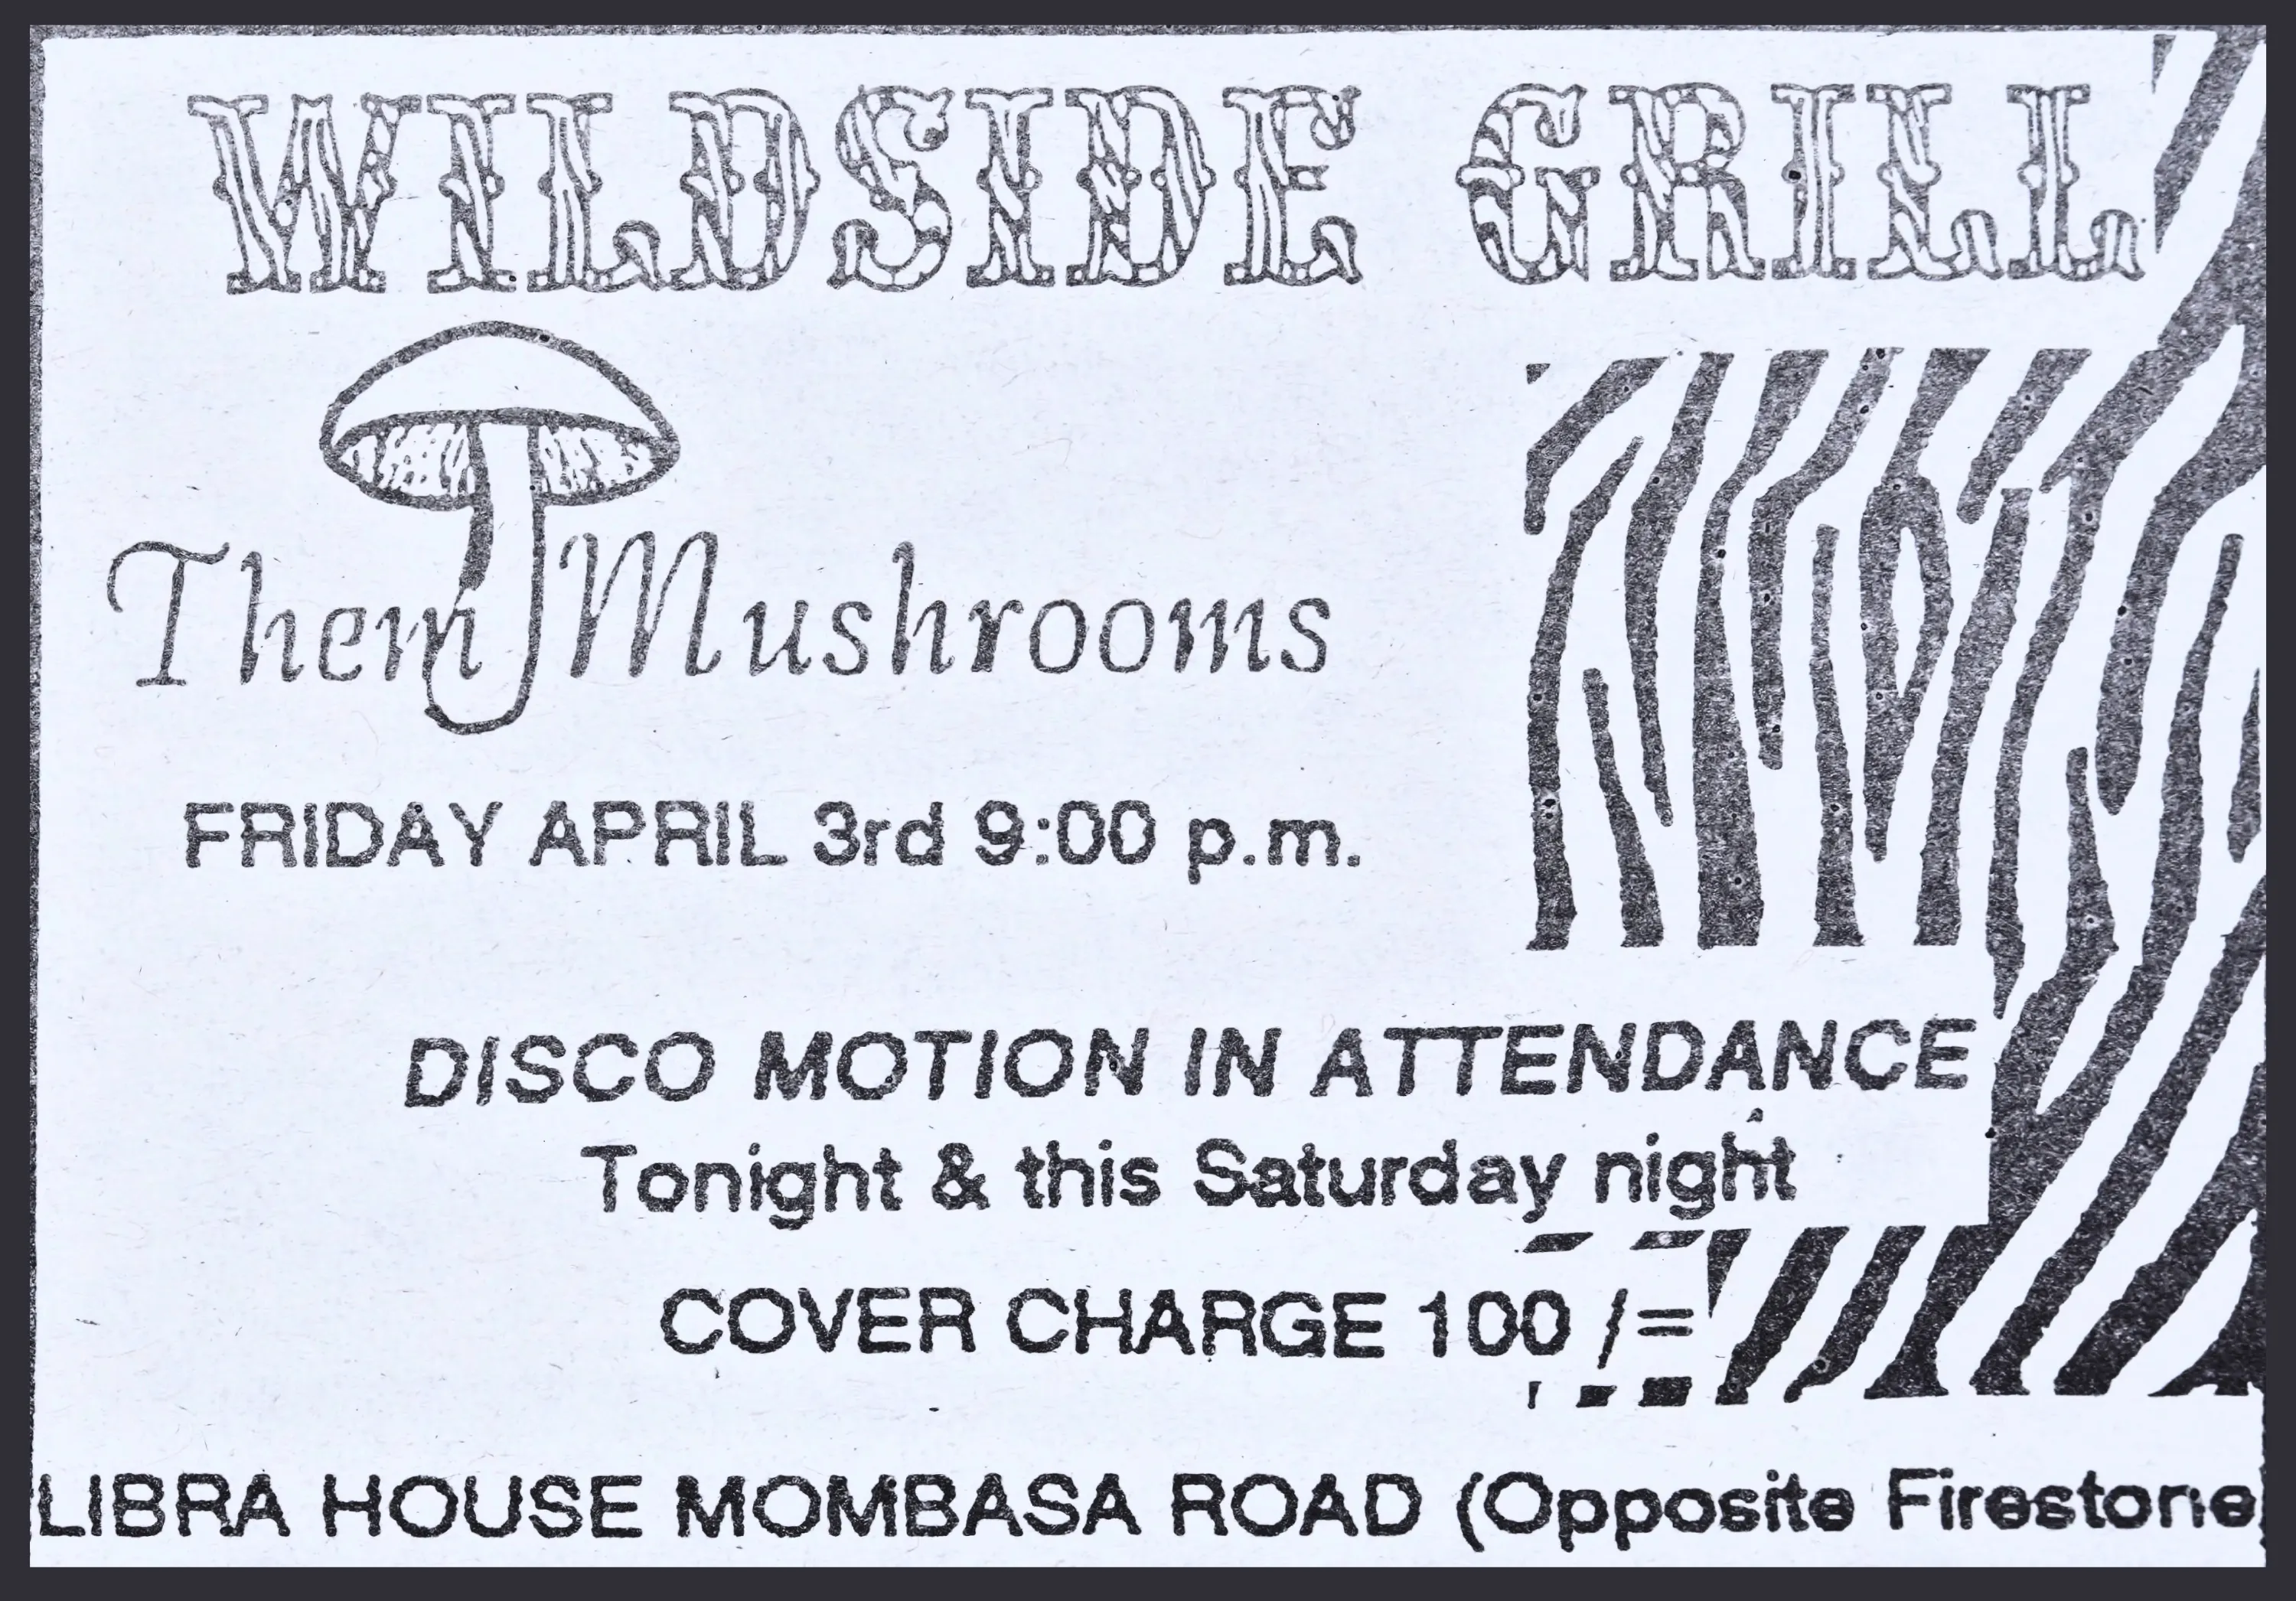 WILDSIDE GRILL
Them Mushrooms
FRIDAY APRIL 3rd 9:00 p.m.
DISCO MOTION IN ATTENDANCE
Tonight & this Saturday night
COVER CHARGE 100 /=
LIBRA HOUSE MOMBASA ROAD (Opposite Firestone